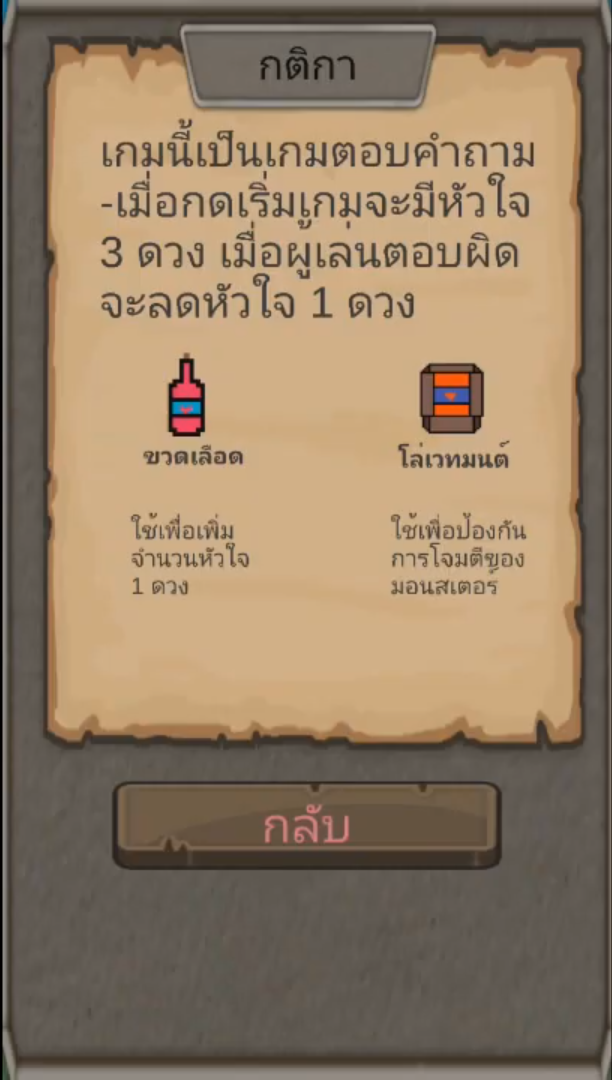 กติกา
เกมนี้เป็นเกมตอบคำถาม
-เมื่อกดเริ่มเกมจะมีหัวใจ
3 ดวง เมื่อผู้เล่นตอบผิด
จะลดหัวใจ 1 ดวง
ขวดเลือด
โล่เวทมนต์
ใช้เพื่อเพิ่ม
จำนวนหัวใจ
1 ดวง
ใช้เพื่อป้องกัน
การโจมตีของ
มอนสเตอร์
กลับ